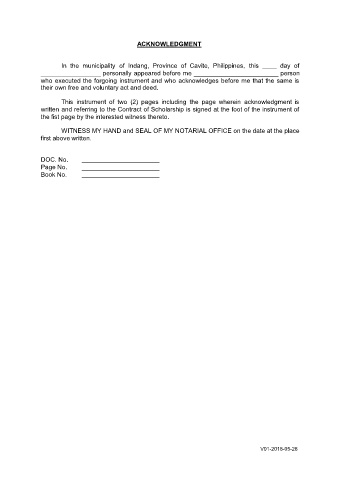 ACKNOWLEDGMENT
In the municipality of Indang, Province of Cavite, Philippines, this ____ day of
__________________ personally appeared before me _________________________ person
who executed the forgoing instrument and who acknowledges before me that the same is
their own free and voluntary act and deed.
This instrument of two (2) pages including the page wherein acknowledgment is
written and referring to the Contract of Scholarship is signed at the foot of the instrument of
the fist page by the interested witness thereto.
WITNESS MY HAND and SEAL OF MY NOTARIAL OFFICE on the date at the place
first above written.
DOC. No. _______________________
Page No. _______________________
Book No. _______________________
V01-2018-05-28